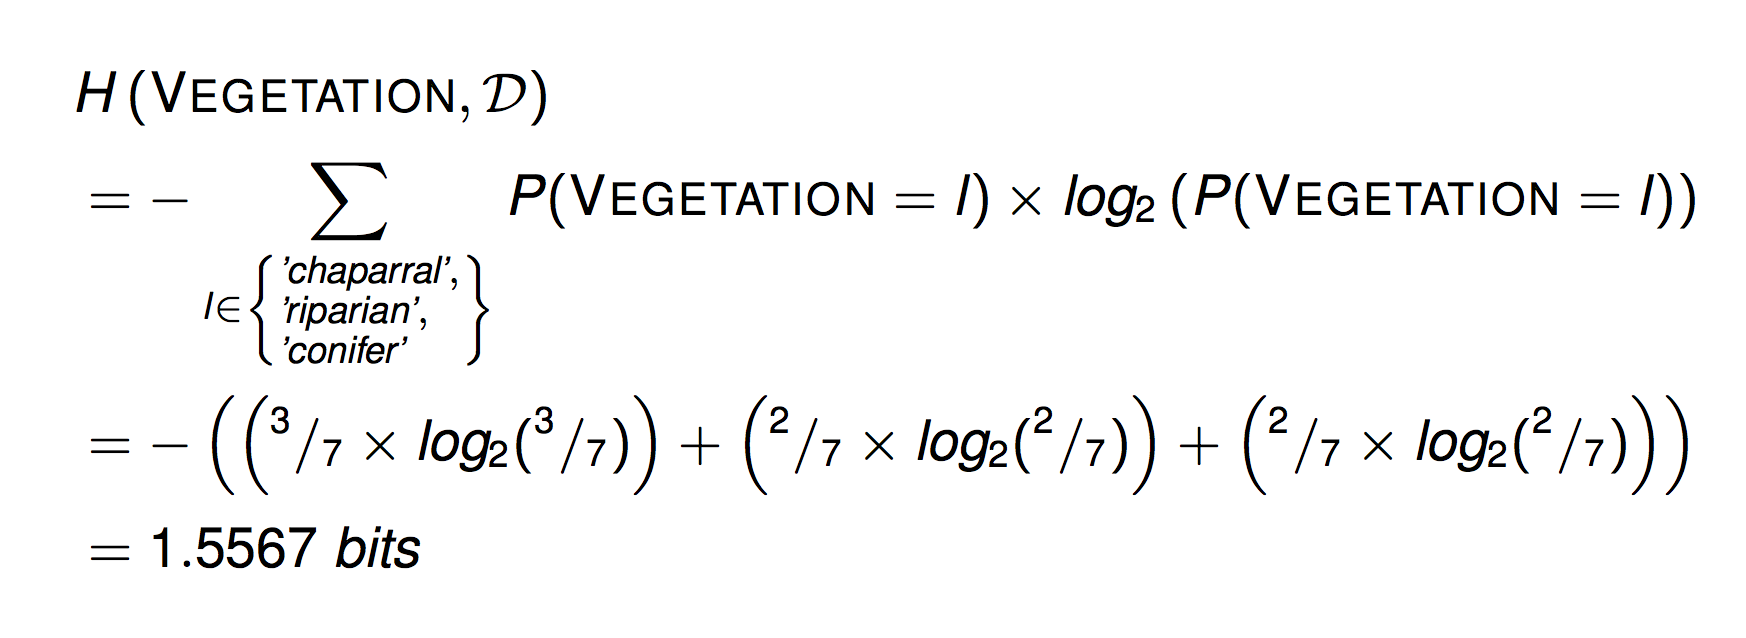 H (VEGETATION, 𝒟)
= − ∑ P(VEGETATION = l) × log₂ (P(VEGETATION = l))
l∈{ 'chaparral',
'riparian',
'conifer' }
= − ((³/₇ × log₂(³/₇)) + (²/₇ × log₂(²/₇)) + (²/₇ × log₂(²/₇)))
= 1.5567 bits